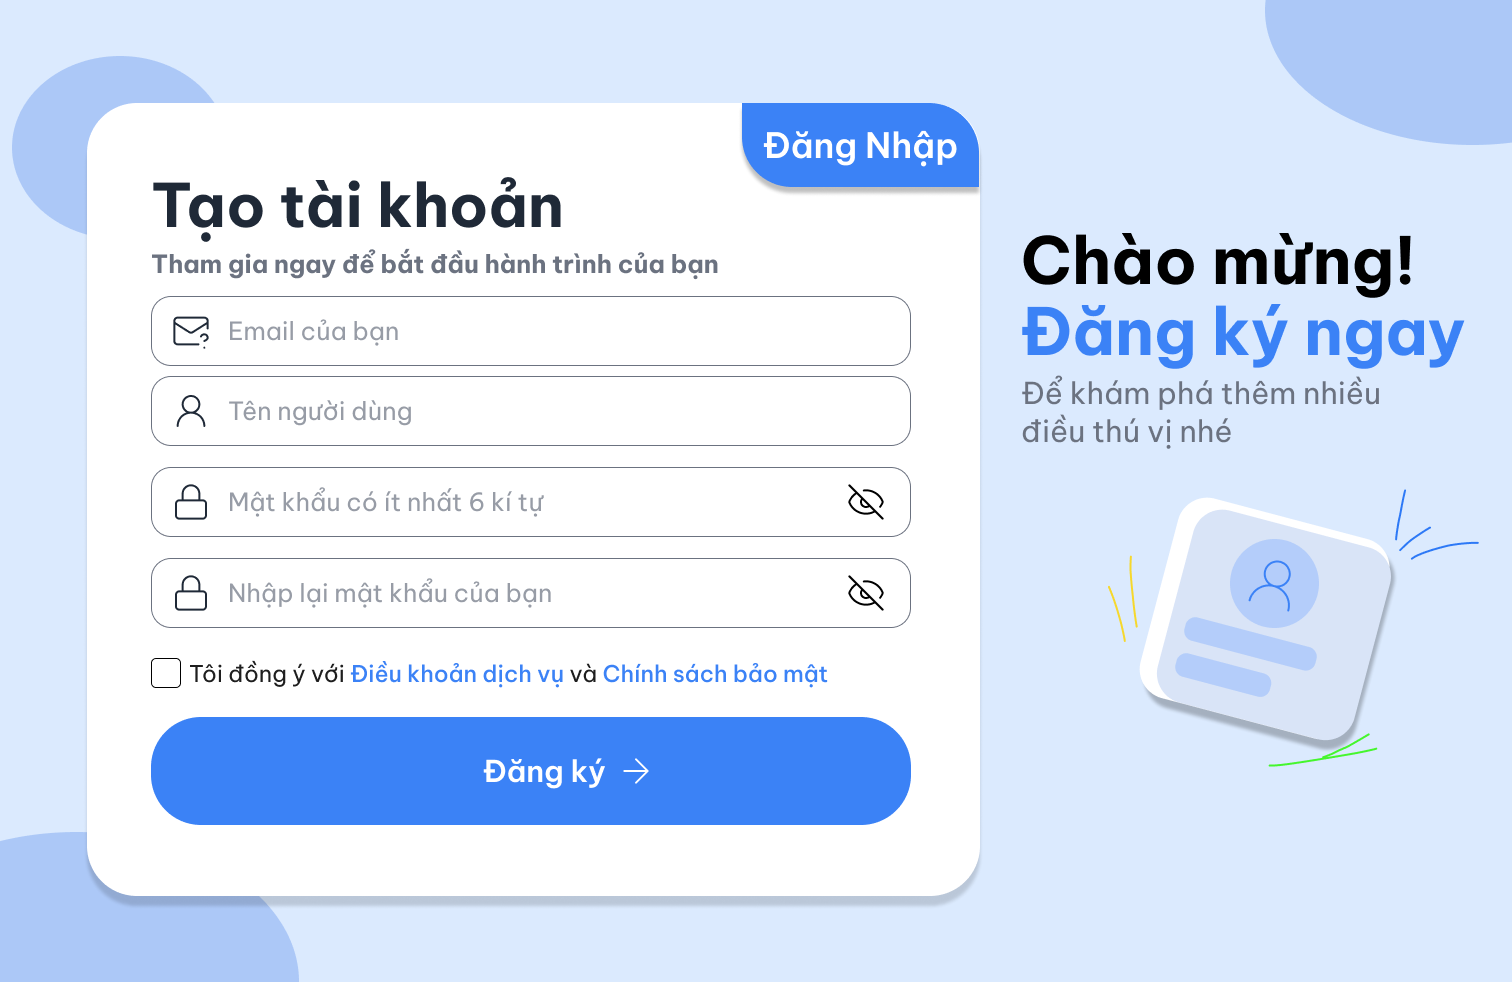 Đăng Nhập
Tạo tài khoản
Tham gia ngay để bắt đầu hành trình của bạn
Email của bạn
Tên người dùng
Mật khẩu có ít nhất 6 kí tự
Nhập lại mật khẩu của bạn
Tôi đồng ý với Điều khoản dịch vụ và Chính sách bảo mật
Đăng ký
Chào mừng!
Đăng ký ngay
Để khám phá thêm nhiều
điều thú vị nhé